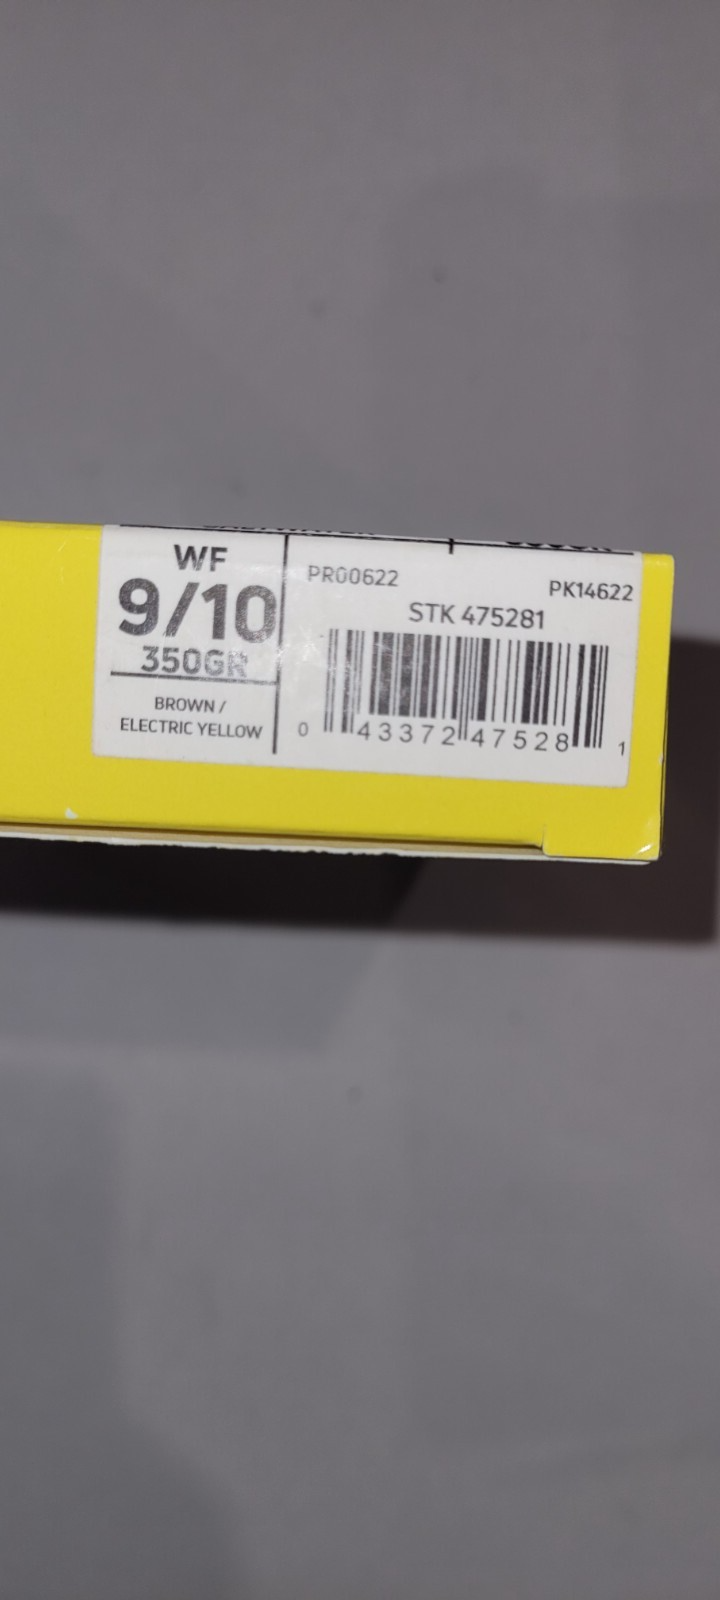 WF
9/10
350GR
BROWN /
ELECTRIC YELLOW
PR00622
PK14622
STK 475281
0 43372 47528 1